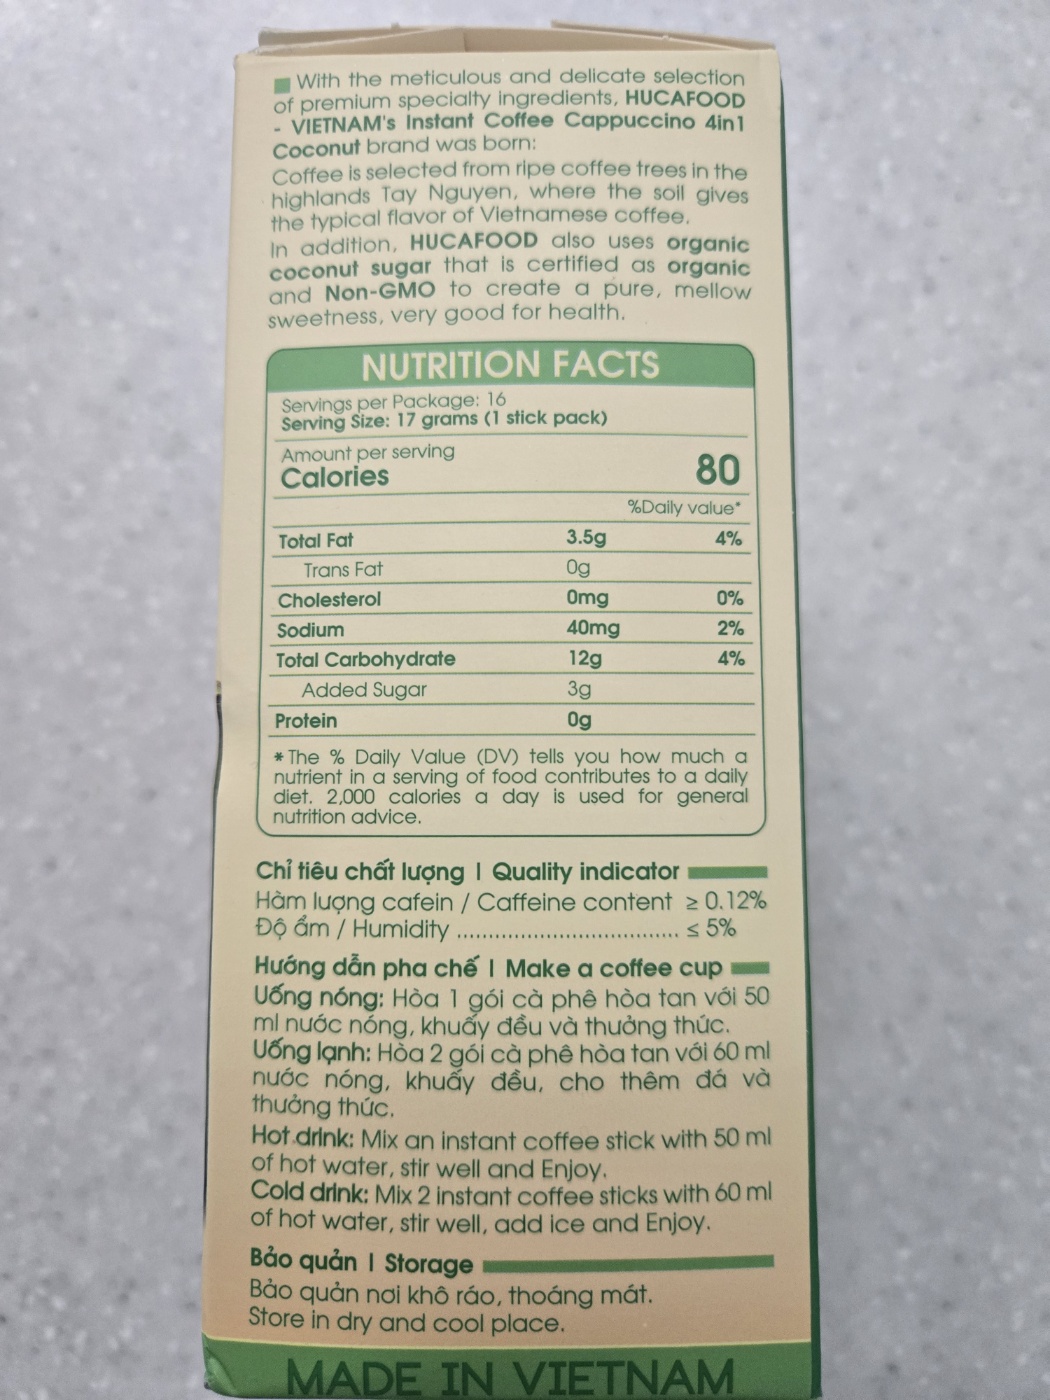 With the meticulous and delicate selection
of premium specialty ingredients, HUCAFOOD
- VIETNAM's Instant Coffee Cappuccino 4in1
Coconut brand was born:
Coffee is selected from ripe coffee trees in the
highlands Tay Nguyen, where the soil gives
the typical flavor of Vietnamese coffee.
In addition, HUCAFOOD also uses organic
coconut sugar that is certified as organic
and Non-GMO to create a pure, mellow
sweetness, very good for health.
NUTRITION FACTS
Servings per Package: 16
Serving Size: 17 grams (1 stick pack)
Amount per serving
Calories 80
%Daily value*
Total Fat 3.5g 4%
Trans Fat 0g
Cholesterol 0mg 0%
Sodium 40mg 2%
Total Carbohydrate 12g 4%
Added Sugar 3g
Protein 0g
* The % Daily Value (DV) tells you how much a
nutrient in a serving of food contributes to a daily
diet. 2,000 calories a day is used for general
nutrition advice.
Chỉ tiêu chất lượng | Quality indicator
Hàm lượng cafein / Caffeine content ≥ 0.12%
Độ ẩm / Humidity .................................. ≤ 5%
Hướng dẫn pha chế | Make a coffee cup
Uống nóng: Hòa 1 gói cà phê hòa tan với 50
ml nước nóng, khuấy đều và thưởng thức.
Uống lạnh: Hòa 2 gói cà phê hòa tan với 60 ml
nước nóng, khuấy đều, cho thêm đá và
thưởng thức.
Hot drink: Mix an instant coffee stick with 50 ml
of hot water, stir well and Enjoy.
Cold drink: Mix 2 instant coffee sticks with 60 ml
of hot water, stir well, add ice and Enjoy.
Bảo quản | Storage
Bảo quản nơi khô ráo, thoáng mát.
Store in dry and cool place.
MADE IN VIETNAM